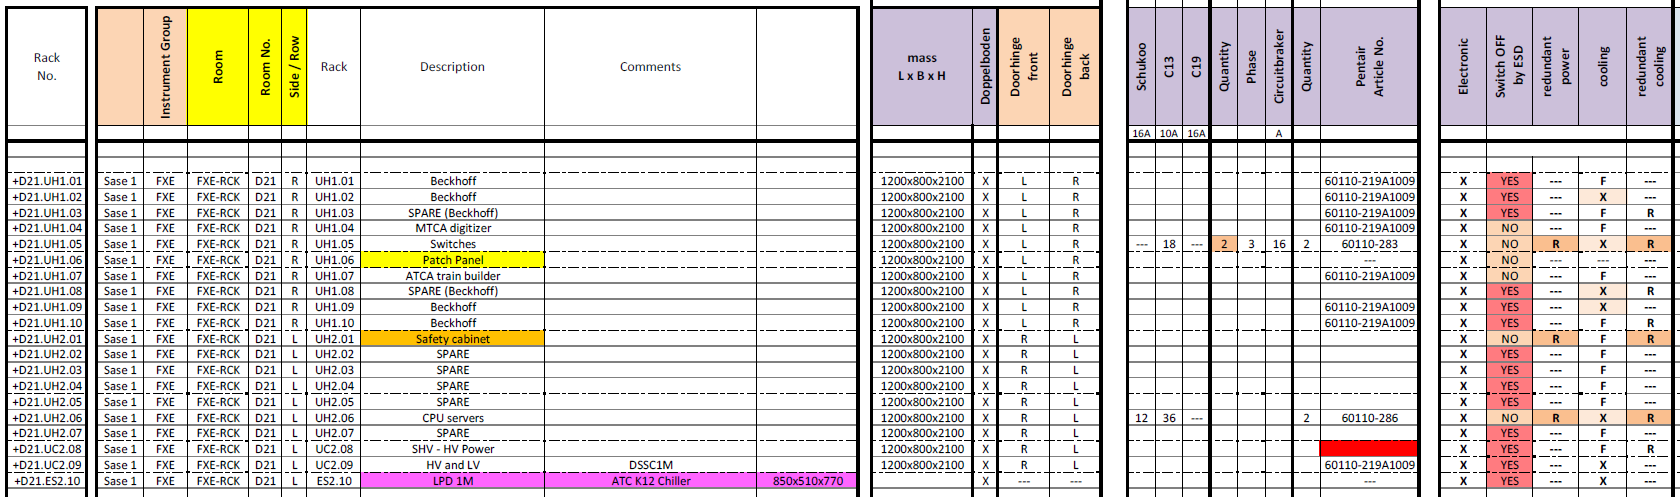 Rack No. Instrument Group Room Room No. Side / Row Rack Description Comments mass L x B x H Doppelboden Doorhinge front Doorhinge back Schukoo C13 C19 Quantity Phase Circuitbraker Quantity Pentair Article No. Electronic Switch OFF by ESD redundant power cooling redundant cooling
16A 10A 16A A
+D21.UH1.01 Sase 1 FXE FXE-RCK D21 R UH1.01 Beckhoff 1200x800x2100 X L R 60110-219A1009 X YES --- F ---
+D21.UH1.02 Sase 1 FXE FXE-RCK D21 R UH1.02 Beckhoff 1200x800x2100 X L R 60110-219A1009 X YES --- X ---
+D21.UH1.03 Sase 1 FXE FXE-RCK D21 R UH1.03 SPARE (Beckhoff) 1200x800x2100 X L R 60110-219A1009 X YES --- F R
+D21.UH1.04 Sase 1 FXE FXE-RCK D21 R UH1.04 MTCA digitizer 1200x800x2100 X L R 60110-219A1009 X NO --- F ---
+D21.UH1.05 Sase 1 FXE FXE-RCK D21 R UH1.05 Switches 1200x800x2100 X L R --- 18 --- 2 3 16 2 60110-283 X NO R X R
+D21.UH1.06 Sase 1 FXE FXE-RCK D21 R UH1.06 Patch Panel 1200x800x2100 X L R --- X NO --- --- ---
+D21.UH1.07 Sase 1 FXE FXE-RCK D21 R UH1.07 ATCA train builder 1200x800x2100 X L R 60110-219A1009 X NO --- F ---
+D21.UH1.08 Sase 1 FXE FXE-RCK D21 R UH1.08 SPARE (Beckhoff) 1200x800x2100 X L R X YES --- X R
+D21.UH1.09 Sase 1 FXE FXE-RCK D21 R UH1.09 Beckhoff 1200x800x2100 X L R 60110-219A1009 X YES --- X ---
+D21.UH1.10 Sase 1 FXE FXE-RCK D21 R UH1.10 Beckhoff 1200x800x2100 X L R 60110-219A1009 X YES --- F R
+D21.UH2.01 Sase 1 FXE FXE-RCK D21 L UH2.01 Safety cabinet 1200x800x2100 X R L X NO R F R
+D21.UH2.02 Sase 1 FXE FXE-RCK D21 L UH2.02 SPARE 1200x800x2100 X R L X YES --- F ---
+D21.UH2.03 Sase 1 FXE FXE-RCK D21 L UH2.03 SPARE 1200x800x2100 X R L X YES --- F ---
+D21.UH2.04 Sase 1 FXE FXE-RCK D21 L UH2.04 SPARE 1200x800x2100 X R L X YES --- F ---
+D21.UH2.05 Sase 1 FXE FXE-RCK D21 L UH2.05 SPARE 1200x800x2100 X R L X YES --- F ---
+D21.UH2.06 Sase 1 FXE FXE-RCK D21 L UH2.06 CPU servers 1200x800x2100 X R L 12 36 --- 2 60110-286 X NO R X R
+D21.UH2.07 Sase 1 FXE FXE-RCK D21 L UH2.07 SPARE 1200x800x2100 X R L X YES --- F ---
+D21.UC2.08 Sase 1 FXE FXE-RCK D21 L UC2.08 SHV - HV Power 1200x800x2100 X R L X YES --- F R
+D21.UC2.09 Sase 1 FXE FXE-RCK D21 L UC2.09 HV and LV DSSC1M 1200x800x2100 X R L 60110-219A1009 X YES --- X ---
+D21.ES2.10 Sase 1 FXE FXE-RCK D21 L ES2.10 LPD 1M ATC K12 Chiller 850x510x770 X --- --- --- X YES --- X ---